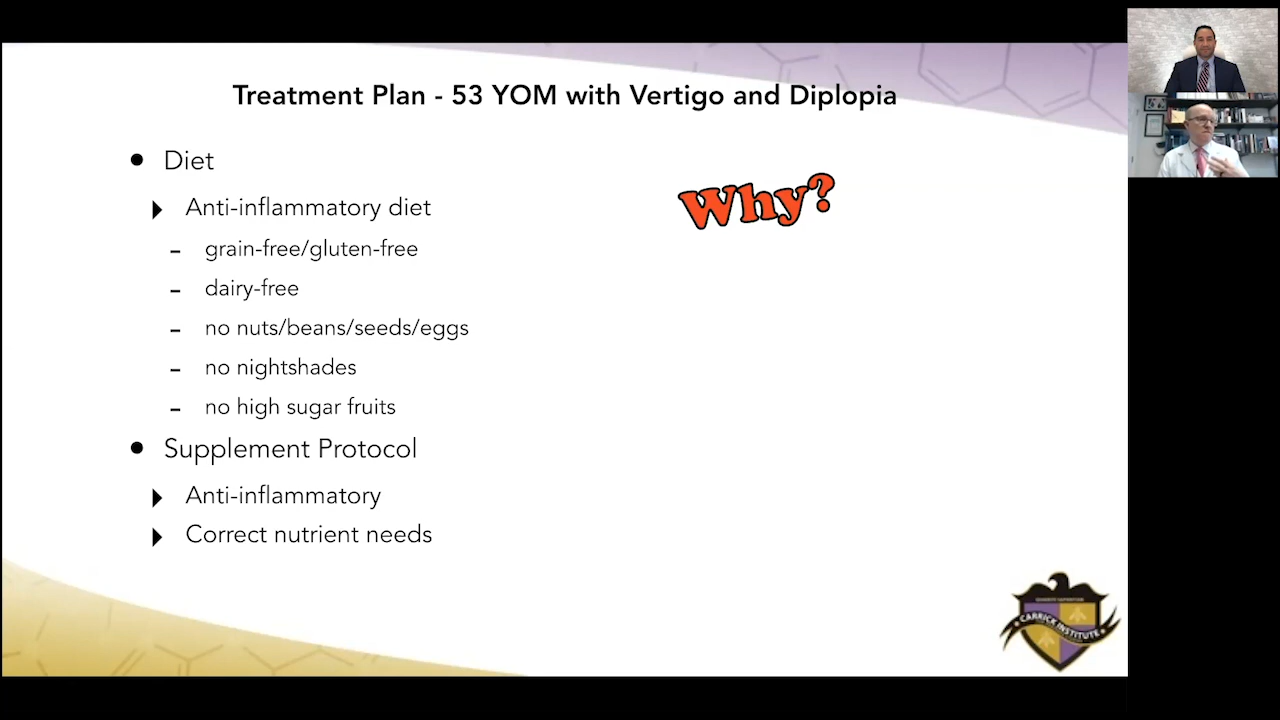 Treatment Plan - 53 YOM with Vertigo and Diplopia
Diet
Anti-inflammatory diet
- grain-free/gluten-free
- dairy-free
- no nuts/beans/seeds/eggs
- no nightshades
- no high sugar fruits
Supplement Protocol
Anti-inflammatory
Correct nutrient needs
Why?
CARRICK INSTITUTE